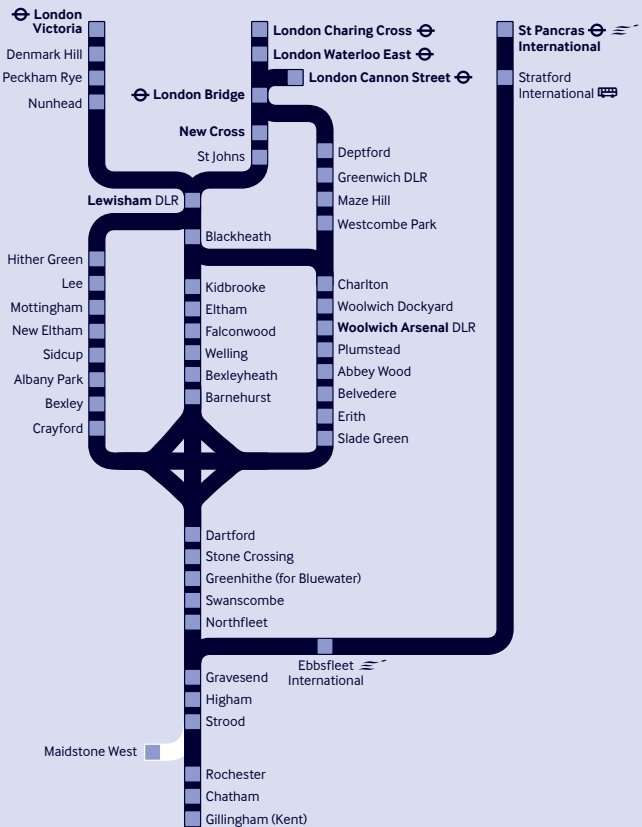 London
Victoria
Denmark Hill
Peckham Rye
Nunhead
London Charing Cross
London Waterloo East
London Cannon Street
London Bridge
New Cross
St Johns
St Pancras
International
Stratford
International
Deptford
Greenwich DLR
Maze Hill
Westcombe Park
Lewisham DLR
Blackheath
Hither Green
Lee
Mottingham
New Eltham
Sidcup
Albany Park
Bexley
Crayford
Kidbrooke
Eltham
Falconwood
Welling
Bexleyheath
Barnehurst
Charlton
Woolwich Dockyard
Woolwich Arsenal DLR
Plumstead
Abbey Wood
Belvedere
Erith
Slade Green
Dartford
Stone Crossing
Greenhithe (for Bluewater)
Swanscombe
Northfleet
Ebbsfleet
International
Gravesend
Higham
Strood
Maidstone West
Rochester
Chatham
Gillingham (Kent)